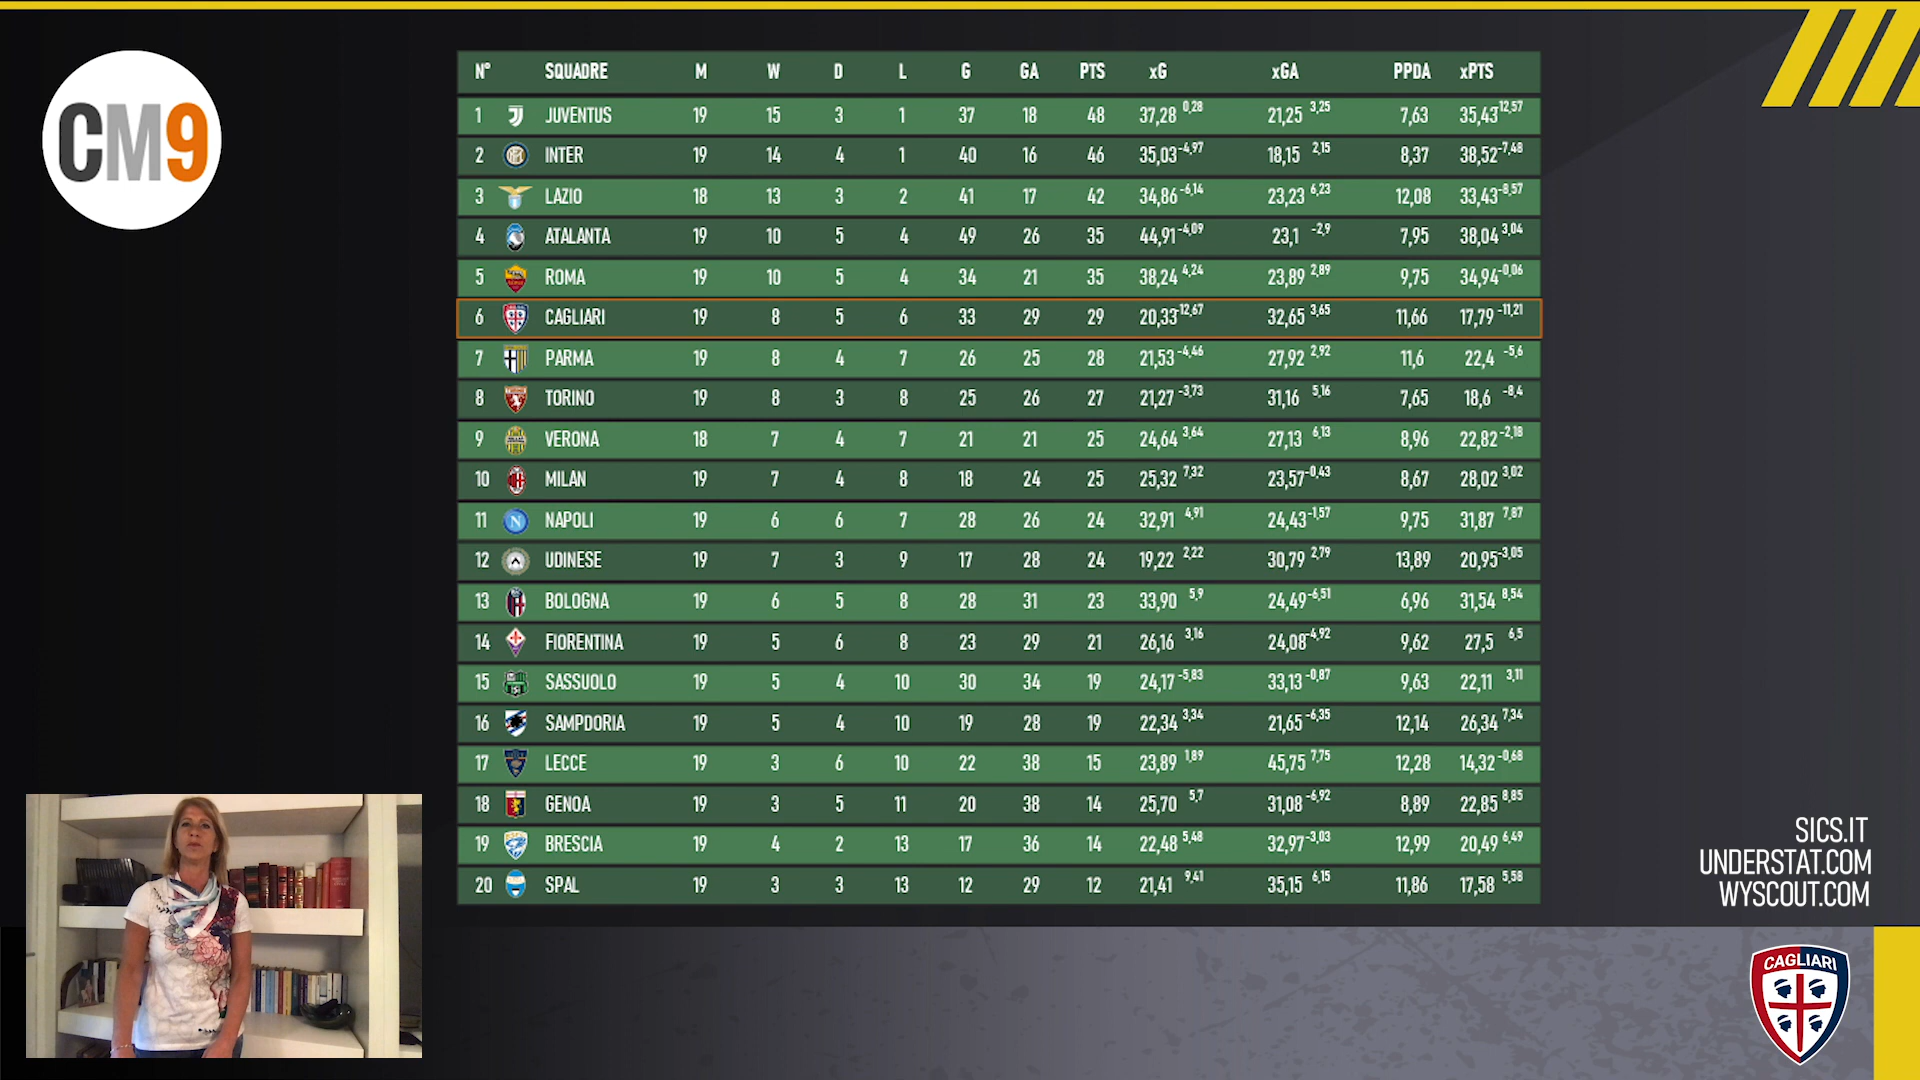 CM9
N° SQUADRE M W D L G GA PTS xG xGA PPDA xPTS
1 JUVENTUS 19 15 3 1 37 18 48 37,28 0,28 21,25 3,25 7,63 35,43 -12,57
2 INTER 19 14 4 1 40 16 46 35,03 -4,97 18,15 2,15 8,37 38,52 -7,48
3 LAZIO 18 13 3 2 41 17 42 34,86 -6,14 23,23 6,23 12,08 33,43 -8,57
4 ATALANTA 19 10 5 4 49 26 35 44,91 -4,09 23,1 -2,9 7,95 38,04 3,04
5 ROMA 19 10 5 4 34 21 35 38,24 4,24 23,89 2,89 9,75 34,94 -0,06
6 CAGLIARI 19 8 5 6 33 29 29 20,33 -12,67 32,65 3,65 11,66 17,79 -11,21
7 PARMA 19 8 4 7 26 25 28 21,53 -4,46 27,92 2,92 11,6 22,4 -5,6
8 TORINO 19 8 3 8 25 26 27 21,27 -3,73 31,16 5,16 7,65 18,6 -8,4
9 VERONA 18 7 4 7 21 21 25 24,64 3,64 27,13 6,13 8,96 22,82 -2,18
10 MILAN 19 7 4 8 18 24 25 25,32 7,32 23,57 -0,43 8,67 28,02 3,02
11 NAPOLI 19 6 6 7 28 26 24 32,91 4,91 24,43 -1,57 9,75 31,87 7,87
12 UDINESE 19 7 3 9 17 28 24 19,22 2,22 30,79 2,79 13,89 20,95 -3,05
13 BOLOGNA 19 6 5 8 28 31 23 33,90 5,9 24,49 -6,51 6,96 31,54 8,54
14 FIORENTINA 19 5 6 8 23 29 21 26,16 3,16 24,08 -4,92 9,62 27,5 6,5
15 SASSUOLO 19 5 4 10 30 34 19 24,17 -5,83 33,13 -0,87 9,63 22,11 3,11
16 SAMPDORIA 19 5 4 10 19 28 19 22,34 3,34 21,65 -6,35 12,14 26,34 7,34
17 LECCE 19 3 6 10 22 38 15 23,89 1,89 45,75 7,75 12,28 14,32 -0,68
18 GENOA 19 3 5 11 20 38 14 25,70 5,7 31,08 -6,92 8,89 22,85 8,85
19 BRESCIA 19 4 2 13 17 36 14 22,48 5,48 32,97 -3,03 12,99 20,49 6,49
20 SPAL 19 3 3 13 12 29 12 21,41 9,41 35,15 6,15 11,86 17,58 5,58
SICS.IT
UNDERSTAT.COM
WYSCOUT.COM
CAGLIARI